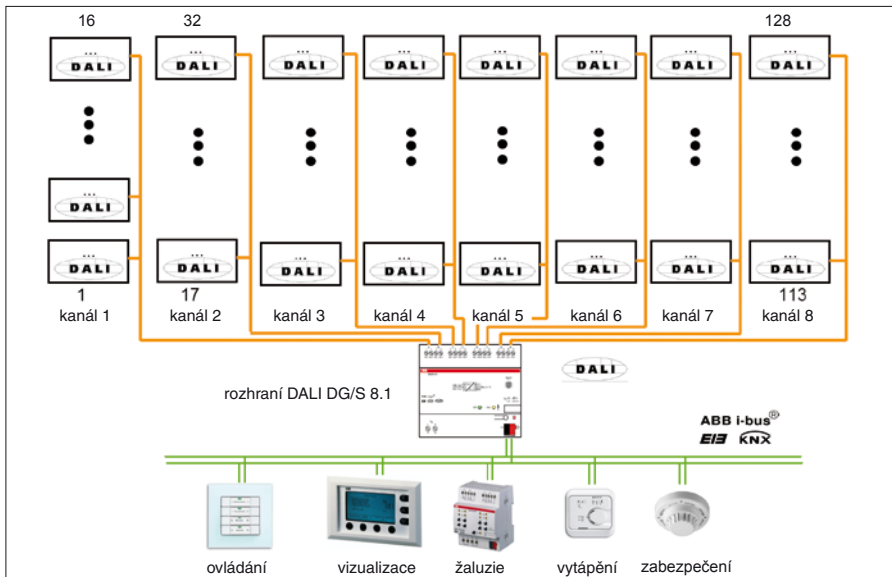 16 32 128
DALI DALI DALI DALI DALI DALI DALI DALI
DALI
DALI DALI DALI DALI DALI DALI DALI DALI
1 17 113
kanál 1 kanál 2 kanál 3 kanál 4 kanál 5 kanál 6 kanál 7 kanál 8
rozhraní DALI DG/S 8.1
DALI
ABB i-bus®
EIB KNX
ovládání vizualizace žaluzie vytápění zabezpečení